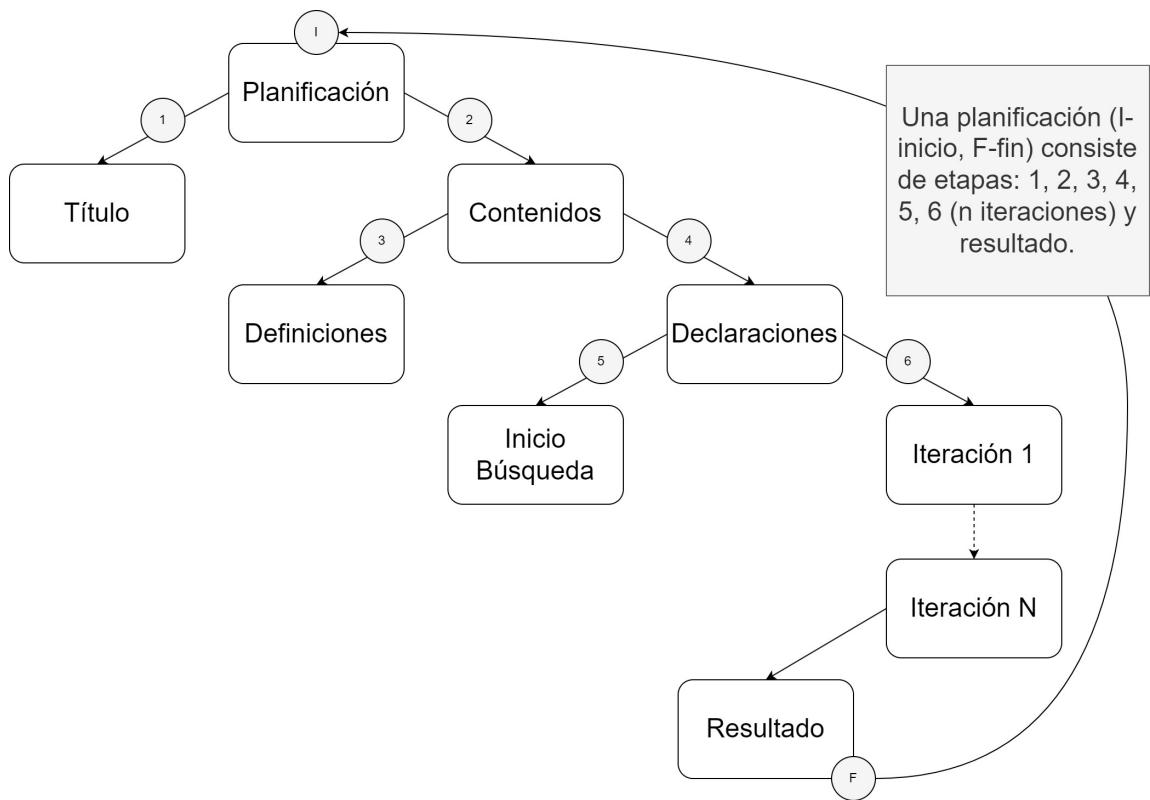 I
Planificación
Una planificación (I-
inicio, F-fin) consiste
de etapas: 1, 2, 3, 4,
5, 6 (n iteraciones) y
resultado.
1
2
Título
Contenidos
3
4
Definiciones
Declaraciones
5
6
Inicio
Búsqueda
Iteración 1
Iteración N
Resultado
F